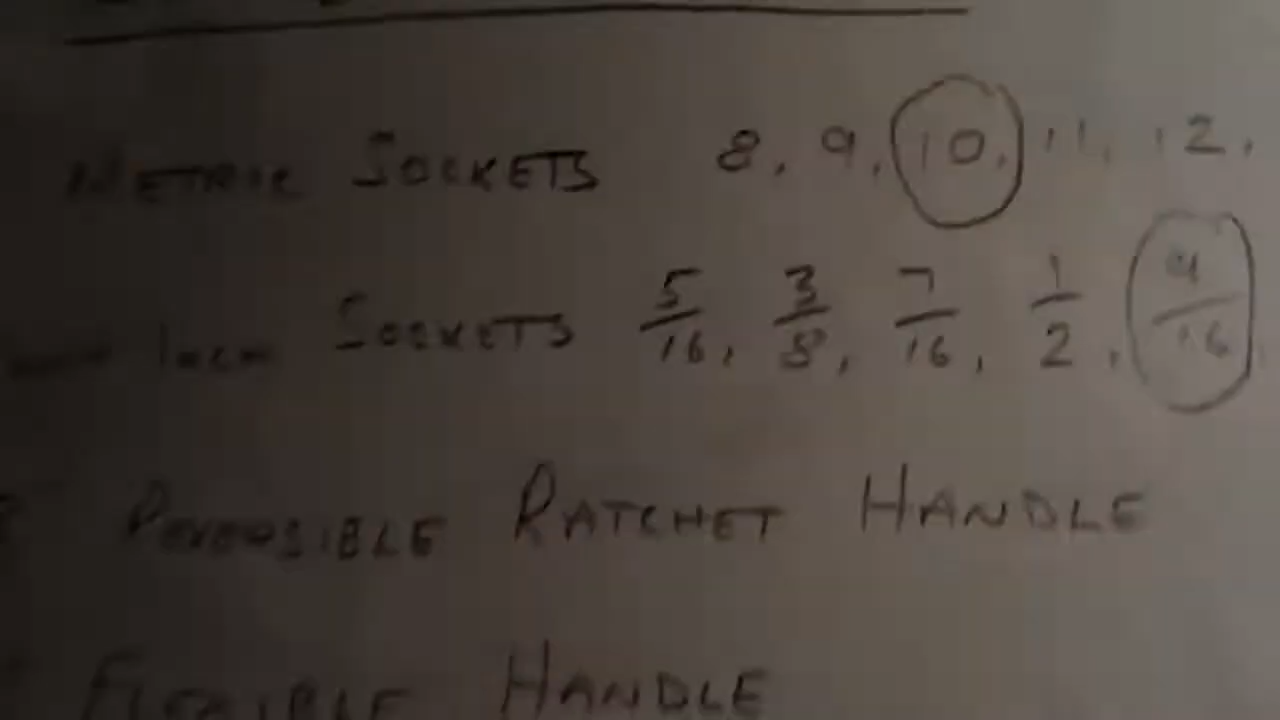 METRIC SOCKETS 8, 9, 10, 11, 12,
INCH SOCKETS 5/16, 3/8, 7/16, 1/2, 9/16,
REVERSIBLE RATCHET HANDLE
FLEXIBLE HANDLE